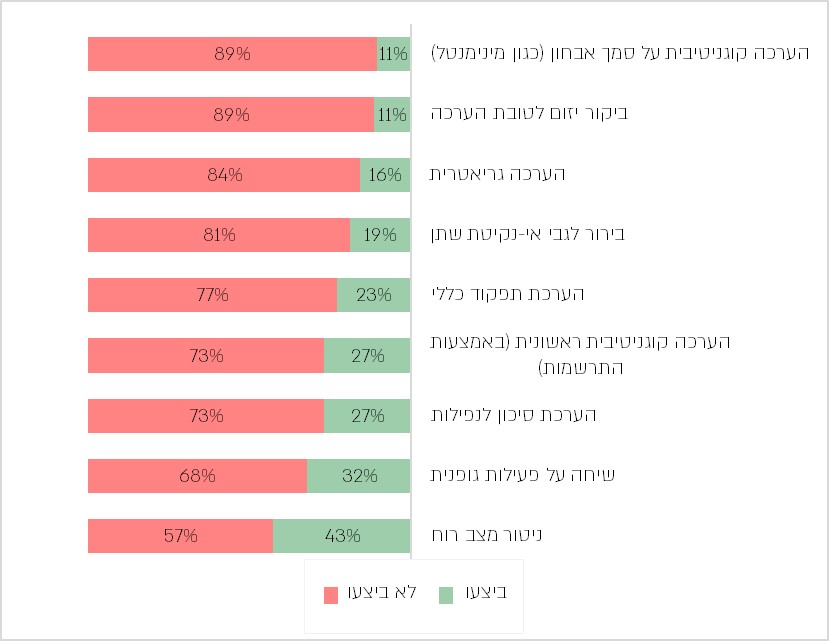 הערכה קוגניטיבית על סמך אבחון (כגון מינימנטל) 11% 89%
ביקור יזום לטובת הערכה 11% 89%
הערכה גריאטרית 16% 84%
בירור לגבי אי-נקיטת שתן 19% 81%
הערכת תפקוד כללי 23% 77%
הערכה קוגניטיבית ראשונית (באמצעות
התרשמות) 27% 73%
הערכת סיכון לנפילות 27% 73%
שיחה על פעילות גופנית 32% 68%
ניטור מצב רוח 43% 57%
ביצעו לא ביצעו